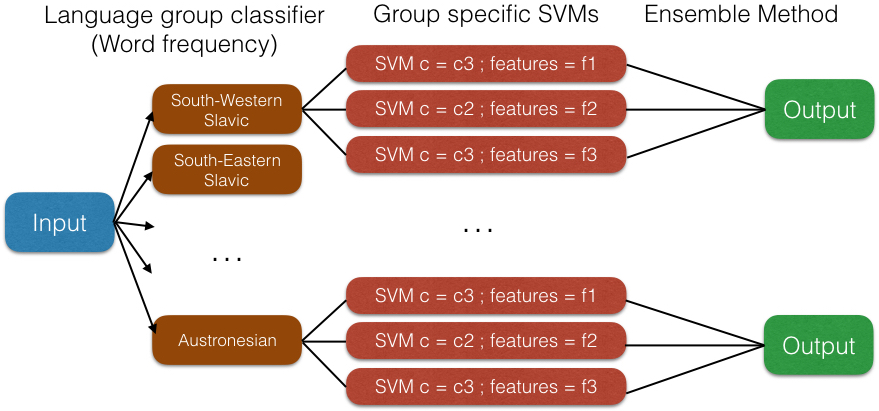 Language group classifier
(Word frequency)
Group specific SVMs
Ensemble Method
Input
South-Western
Slavic
South-Eastern
Slavic
...
Austronesian
SVM c = c3 ; features = f1
SVM c = c2 ; features = f2
SVM c = c3 ; features = f3
...
SVM c = c3 ; features = f1
SVM c = c2 ; features = f2
SVM c = c3 ; features = f3
Output
Output